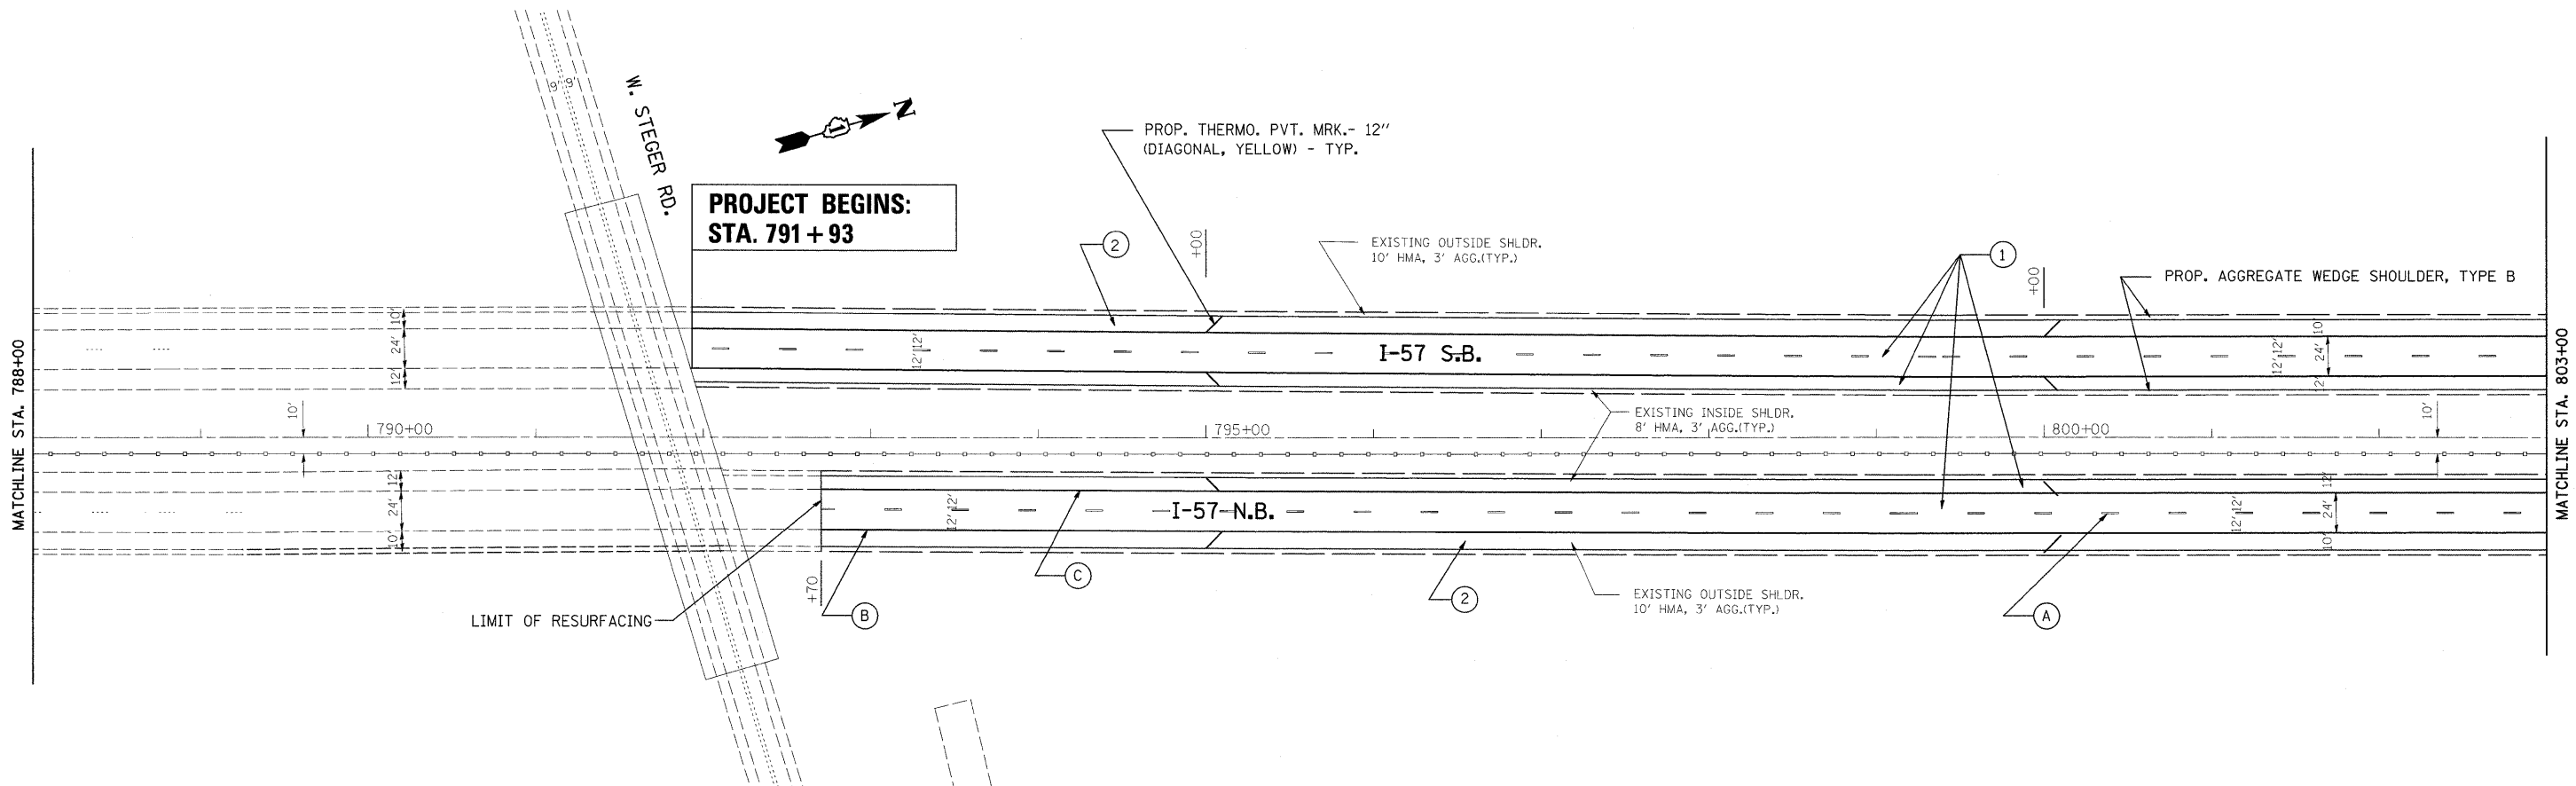 9' 9'
W. STEGER RD.
N
PROJECT BEGINS:
STA. 791+93
PROP. THERMO. PVT. MRK.- 12"
(DIAGONAL, YELLOW) - TYP.
2
+00
EXISTING OUTSIDE SHLDR.
10' HMA, 3' AGG.(TYP.)
1
+00
PROP. AGGREGATE WEDGE SHOULDER, TYPE B
MATCHLINE STA. 788+00
10'
24'
12'
12' 12'
I-57 S.B.
12' 12'
10'
24'
12'
MATCHLINE STA. 803+00
10'
790+00
795+00
EXISTING INSIDE SHLDR.
8' HMA, 3' AGG.(TYP.)
800+00
10'
12'
24'
10'
12' 12'
I-57 N.B.
12' 12'
12'
24'
10'
LIMIT OF RESURFACING
+70
B
C
2
EXISTING OUTSIDE SHLDR.
10' HMA, 3' AGG.(TYP.)
A